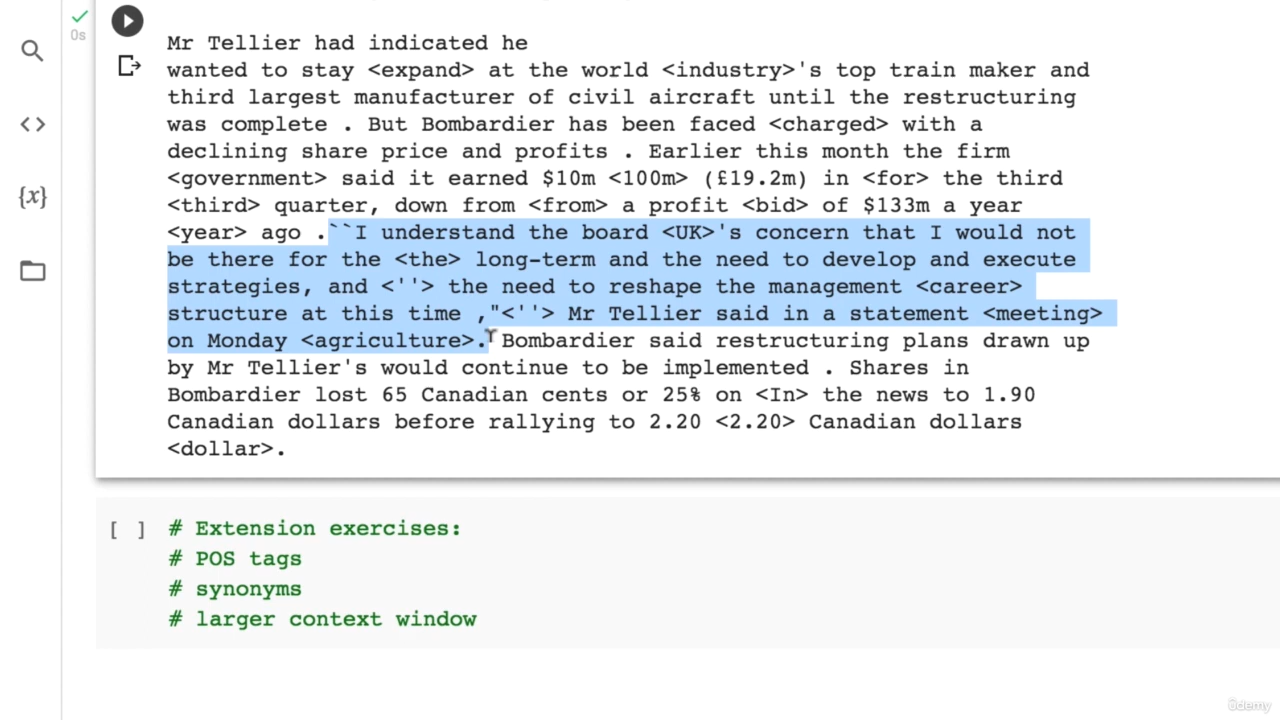 0s
Mr Tellier had indicated he
wanted to stay <expand> at the world <industry>'s top train maker and
third largest manufacturer of civil aircraft until the restructuring
was complete . But Bombardier has been faced <charged> with a
declining share price and profits . Earlier this month the firm
<government> said it earned $10m <100m> (£19.2m) in <for> the third
<third> quarter, down from <from> a profit <bid> of $133m a year
<year> ago .``I understand the board <UK>'s concern that I would not
be there for the <the> long-term and the need to develop and execute
strategies, and <''> the need to reshape the management <career>
structure at this time ,"<''> Mr Tellier said in a statement <meeting>
on Monday <agriculture>. Bombardier said restructuring plans drawn up
by Mr Tellier's would continue to be implemented . Shares in
Bombardier lost 65 Canadian cents or 25% on <In> the news to 1.90
Canadian dollars before rallying to 2.20 <2.20> Canadian dollars
<dollar>.
[ ] # Extension exercises:
# POS tags
# synonyms
# larger context window
{x}
ûdemy